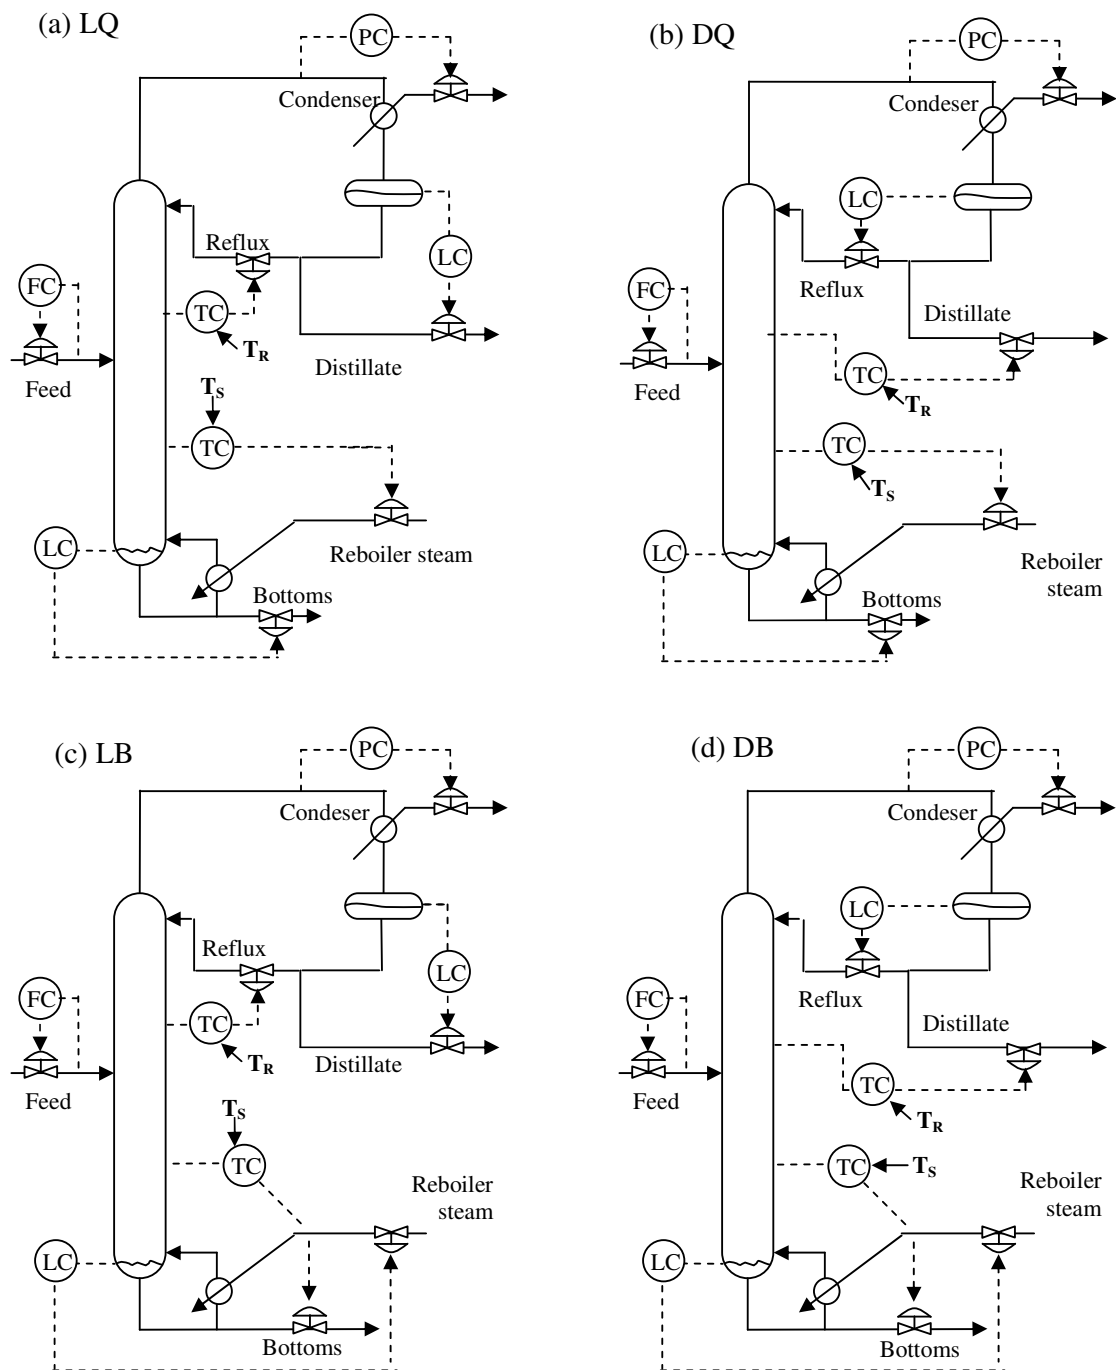 (a) LQ
PC
Condenser
LC
Reflux
FC
TC
T_R
Distillate
Feed
T_S
TC
LC
Reboiler steam
Bottoms
(b) DQ
PC
Condeser
LC
Reflux
FC
Distillate
Feed
TC
T_R
TC
T_S
LC
Reboiler
steam
Bottoms
(c) LB
PC
Condeser
Reflux
LC
FC
TC
T_R
Distillate
Feed
T_S
TC
Reboiler
steam
LC
Bottoms
(d) DB
PC
Condeser
LC
Reflux
FC
Distillate
Feed
TC
T_R
TC
T_S
Reboiler
steam
LC
Bottoms